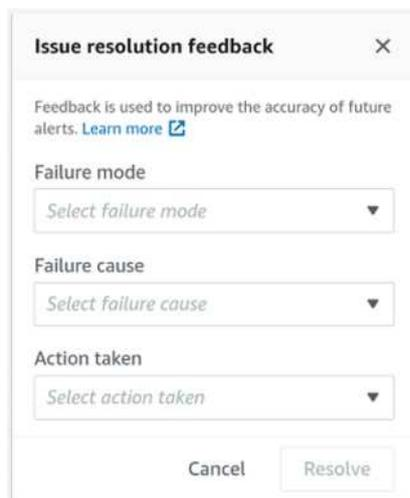 Issue resolution feedback
Feedback is used to improve the accuracy of future
alerts. Learn more
Failure mode
Select failure mode
Failure cause
Select failure cause
Action taken
Select action taken
Cancel Resolve